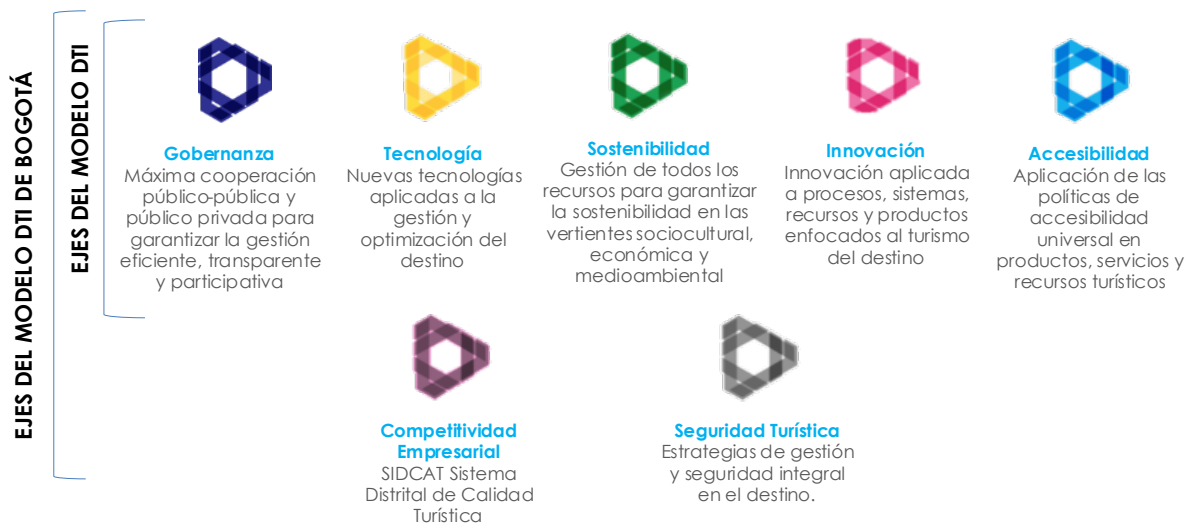 EJES DEL MODELO DTI DE BOGOTÁ
EJES DEL MODELO DTI
Gobernanza
Máxima cooperación
público-pública y
público privada para
garantizar la gestión
eficiente, transparente
y participativa
Tecnología
Nuevas tecnologías
aplicadas a la
gestión y
optimización del
destino
Sostenibilidad
Gestión de todos los
recursos para garantizar
la sostenibilidad en las
vertientes sociocultural,
económica y
medioambiental
Innovación
Innovación aplicada
a procesos, sistemas,
recursos y productos
enfocados al turismo
del destino
Accesibilidad
Aplicación de las
políticas de
accesibilidad
universal en
productos, servicios y
recursos turísticos
Competitividad
Empresarial
SIDCAT Sistema
Distrital de Calidad
Turística
Seguridad Turística
Estrategias de gestión
y seguridad integral
en el destino.